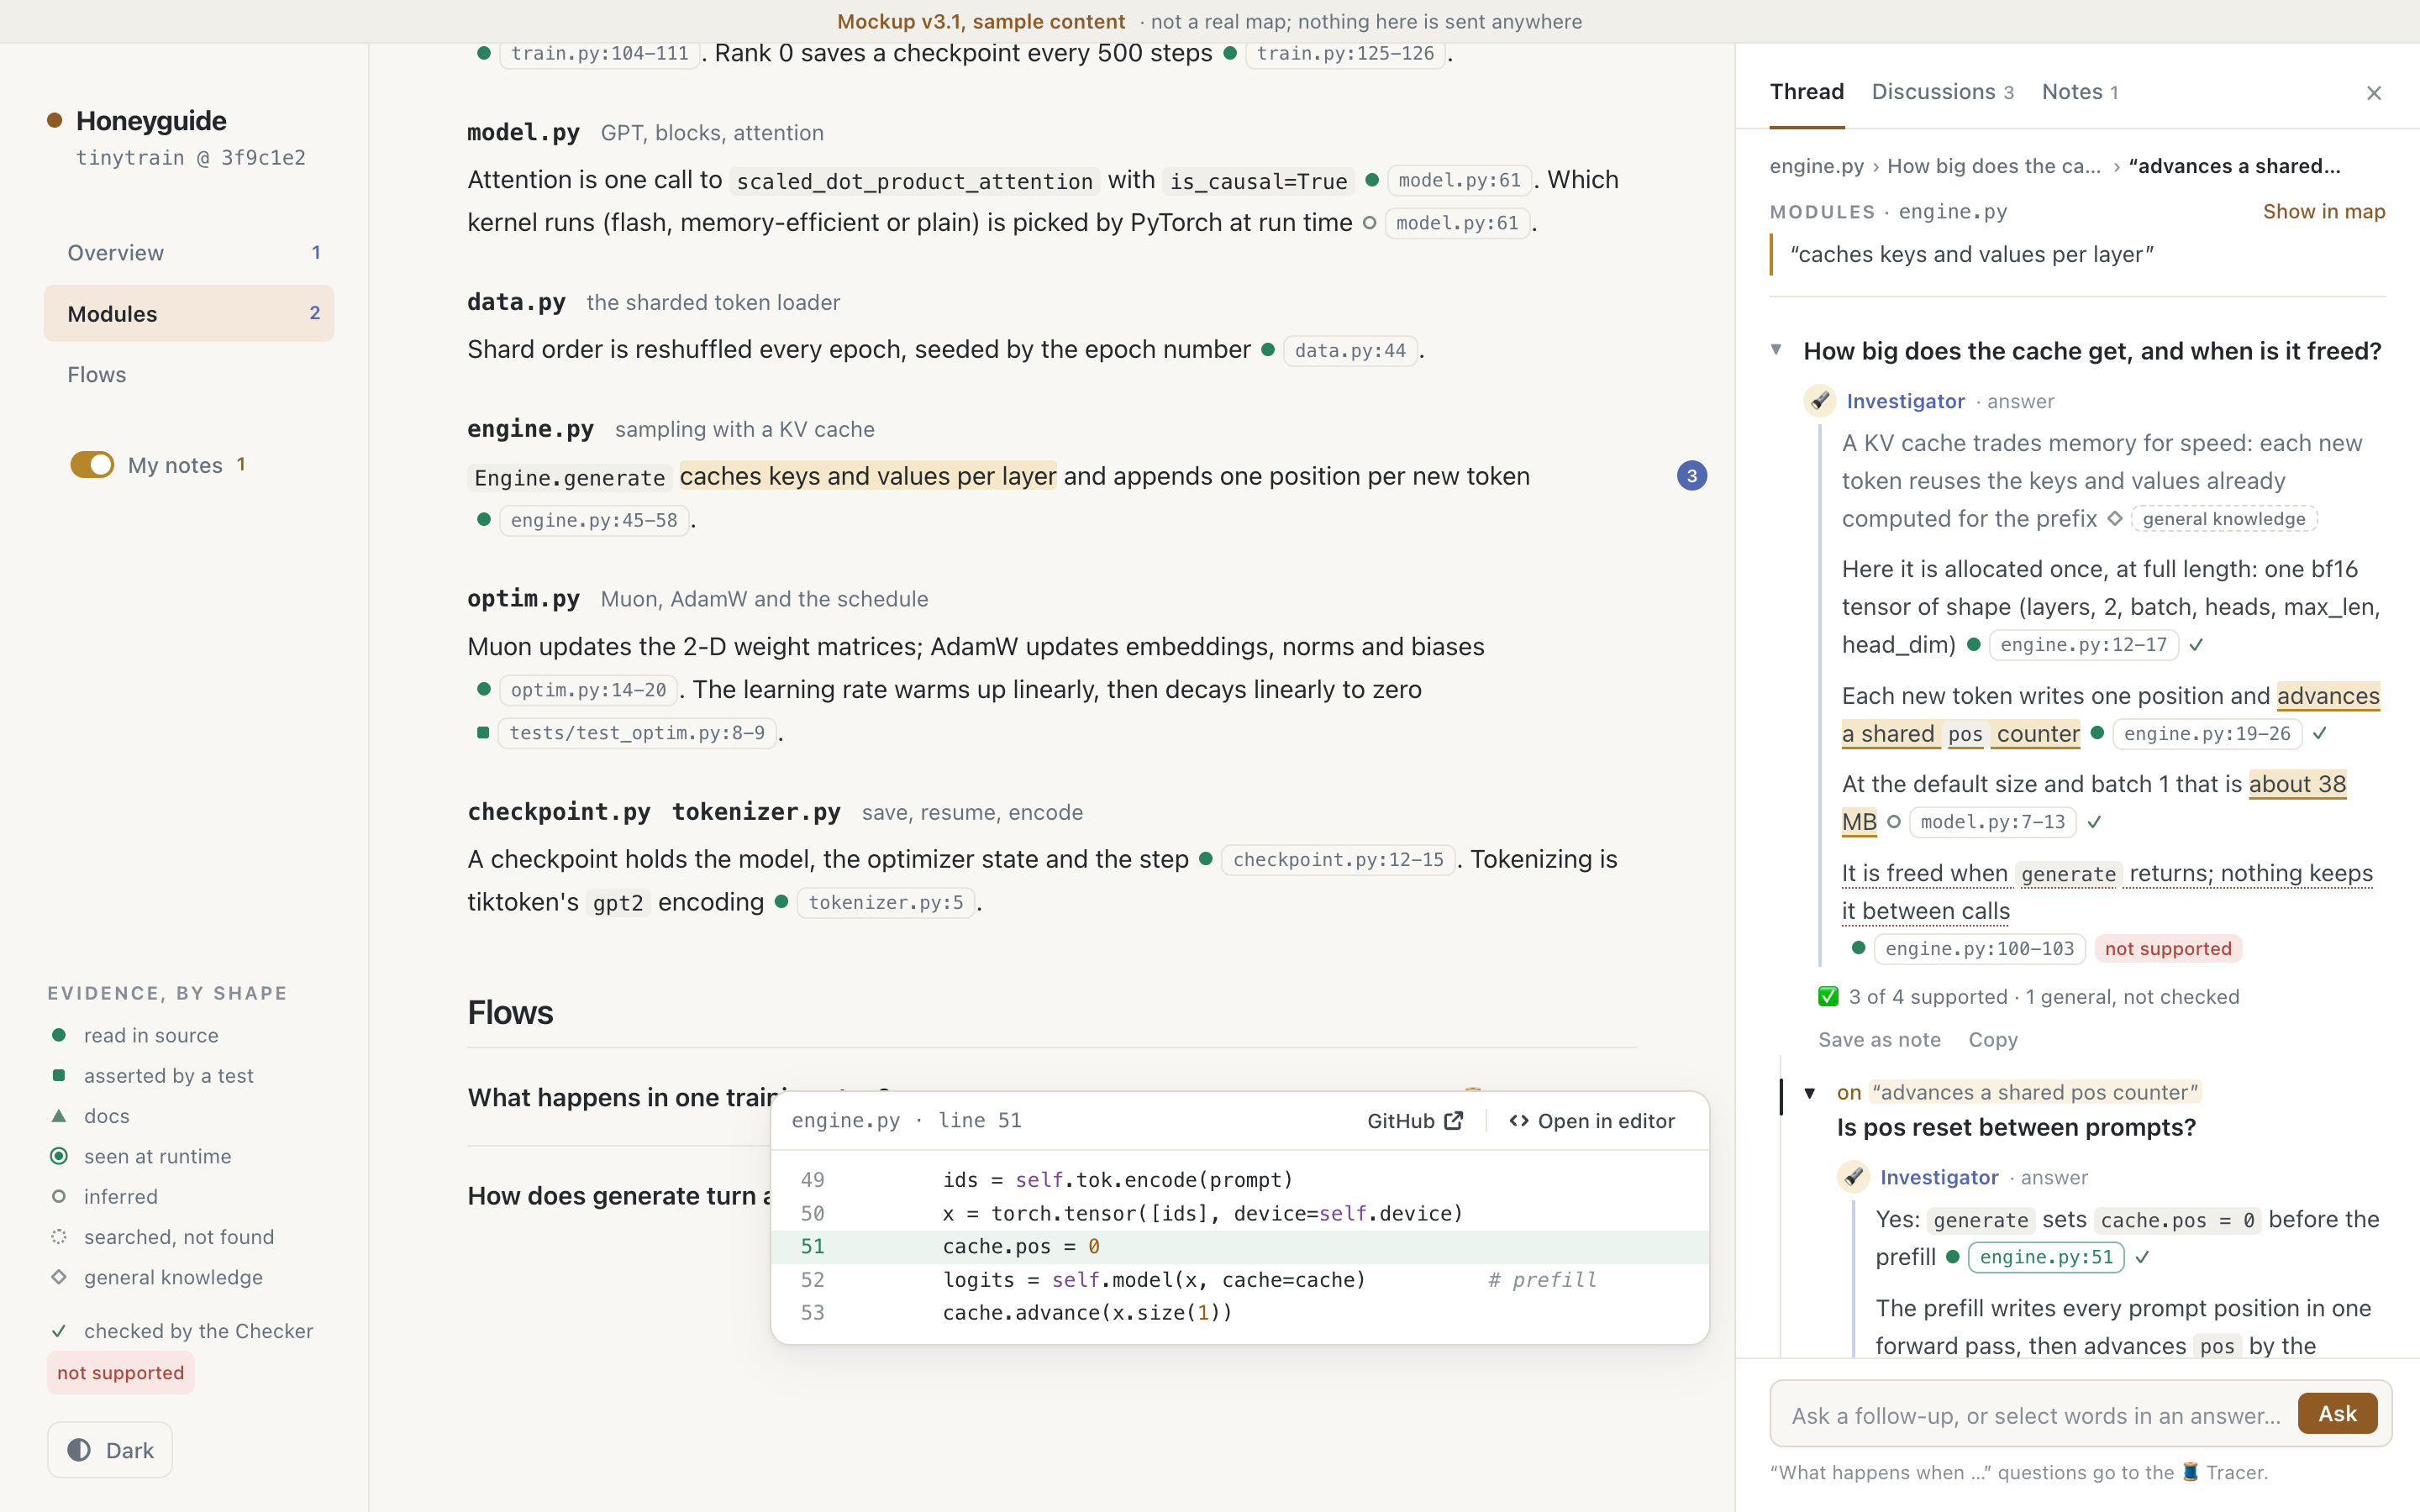 Mockup v3.1, sample content · not a real map; nothing here is sent anywhere
Honeyguide
tinytrain @ 3f9c1e2
Overview 1
Modules 2
Flows
My notes 1
EVIDENCE, BY SHAPE
read in source
asserted by a test
docs
seen at runtime
inferred
searched, not found
general knowledge
checked by the Checker
not supported
Dark
train.py:104–111. Rank 0 saves a checkpoint every 500 steps train.py:125–126.
model.py GPT, blocks, attention
Attention is one call to scaled_dot_product_attention with is_causal=True model.py:61. Which
kernel runs (flash, memory-efficient or plain) is picked by PyTorch at run time model.py:61.
data.py the sharded token loader
Shard order is reshuffled every epoch, seeded by the epoch number data.py:44.
engine.py sampling with a KV cache
Engine.generate caches keys and values per layer and appends one position per new token 3
engine.py:45–58.
optim.py Muon, AdamW and the schedule
Muon updates the 2-D weight matrices; AdamW updates embeddings, norms and biases
optim.py:14–20. The learning rate warms up linearly, then decays linearly to zero
tests/test_optim.py:8–9.
checkpoint.py tokenizer.py save, resume, encode
A checkpoint holds the model, the optimizer state and the step checkpoint.py:12–15. Tokenizing is
tiktoken's gpt2 encoding tokenizer.py:5.
Flows
What happens in one
How does generate turn
engine.py · line 51 GitHub Open in editor
49 ids = self.tok.encode(prompt)
50 x = torch.tensor([ids], device=self.device)
51 cache.pos = 0
52 logits = self.model(x, cache=cache) # prefill
53 cache.advance(x.size(1))
Thread Discussions 3 Notes 1 ×
engine.py › How big does the ca... › “advances a shared...
MODULES · engine.py Show in map
“caches keys and values per layer”
How big does the cache get, and when is it freed?
Investigator · answer
A KV cache trades memory for speed: each new
token reuses the keys and values already
computed for the prefix general knowledge
Here it is allocated once, at full length: one bf16
tensor of shape (layers, 2, batch, heads, max_len,
head_dim) engine.py:12–17 ✓
Each new token writes one position and advances
a shared pos counter engine.py:19–26 ✓
At the default size and batch 1 that is about 38
MB model.py:7–13 ✓
It is freed when generate returns; nothing keeps
it between calls
engine.py:100–103 not supported
3 of 4 supported · 1 general, not checked
Save as note Copy
on “advances a shared pos counter”
Is pos reset between prompts?
Investigator · answer
Yes: generate sets cache.pos = 0 before the
prefill engine.py:51 ✓
The prefill writes every prompt position in one
forward pass, then advances pos by the
Ask a follow-up, or select words in an answer... Ask
“What happens when ...” questions go to the Tracer.